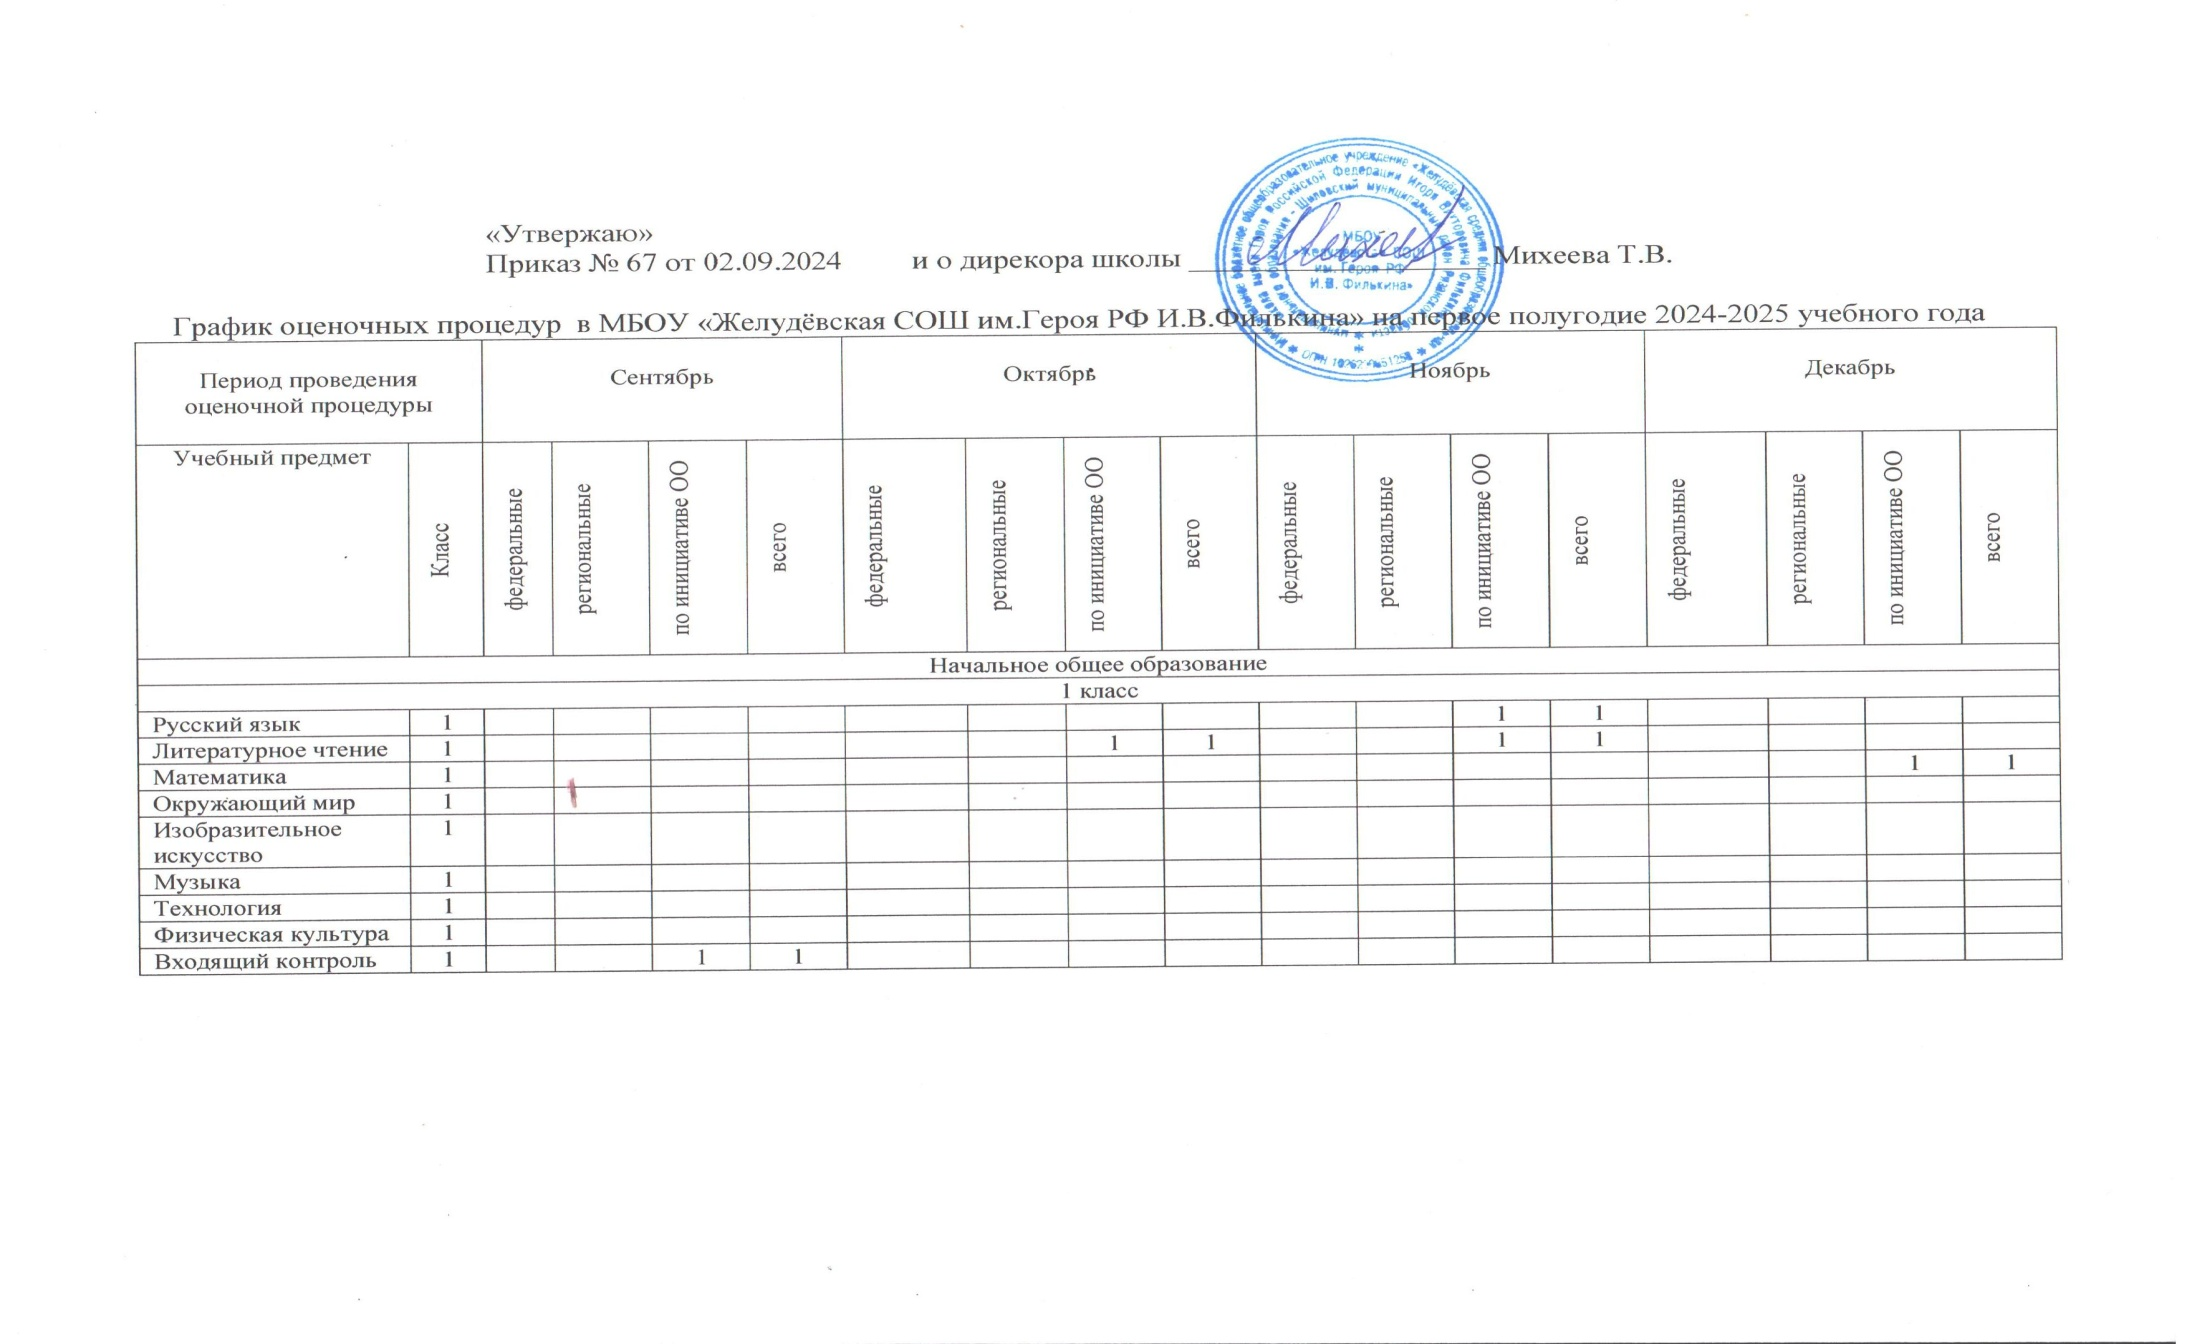 «Утвержаю»
Приказ № 67 от 02.09.2024 и о дирекора школы Михеева Т.В.
МБОУ
им. Героя РФ
И.В. Филькина»
График оценочных процедур в МБОУ «Желудёвская СОШ им.Героя РФ И.В.Филькина» на первое полугодие 2024-2025 учебного года
Период проведения
оценочной процедуры
Сентябрь Октябрь Ноябрь Декабрь
Учебный предмет Класс федеральные региональные по инициативе ОО всего федеральные региональные по инициативе ОО всего федеральные региональные по инициативе ОО всего федеральные региональные по инициативе ОО всего
Начальное общее образование
1 класс
Русский язык 1 1 1
Литературное чтение 1 1 1 1 1
Математика 1 1 1
Окружающий мир 1
Изобразительное 1
искусство
Музыка 1
Технология 1
Физическая культура 1
Входящий контроль 1 1 1